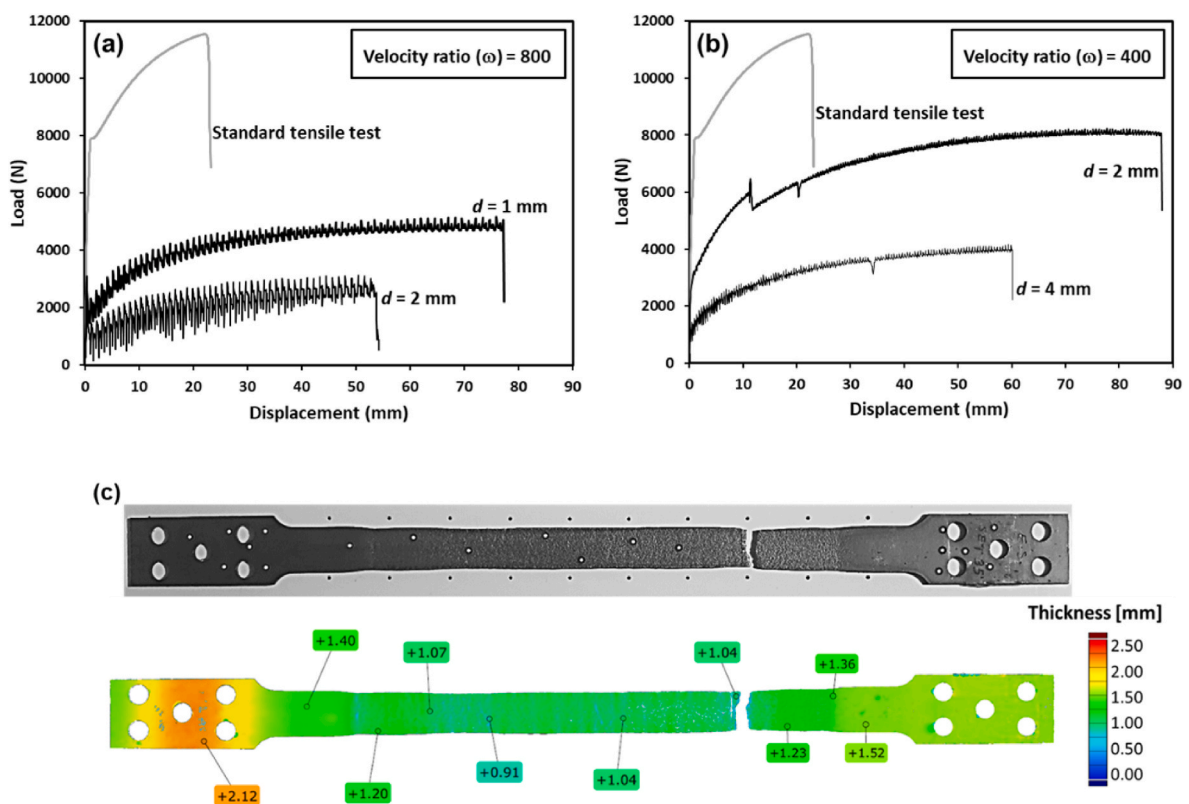 (a)
Velocity ratio (ω) = 800
12000
10000
8000
6000
4000
2000
0
Load (N)
Standard tensile test
d = 1 mm
d = 2 mm
0 10 20 30 40 50 60 70 80 90
Displacement (mm)
(b)
Velocity ratio (ω) = 400
12000
10000
8000
6000
4000
2000
0
Load (N)
Standard tensile test
d = 2 mm
d = 4 mm
0 10 20 30 40 50 60 70 80 90
Displacement (mm)
(c)
Thickness [mm]
+1.40
+1.07
+1.04
+1.36
2.50
2.00
1.50
1.00
0.50
0.00
+2.12
+1.20
+0.91
+1.04
+1.23
+1.52